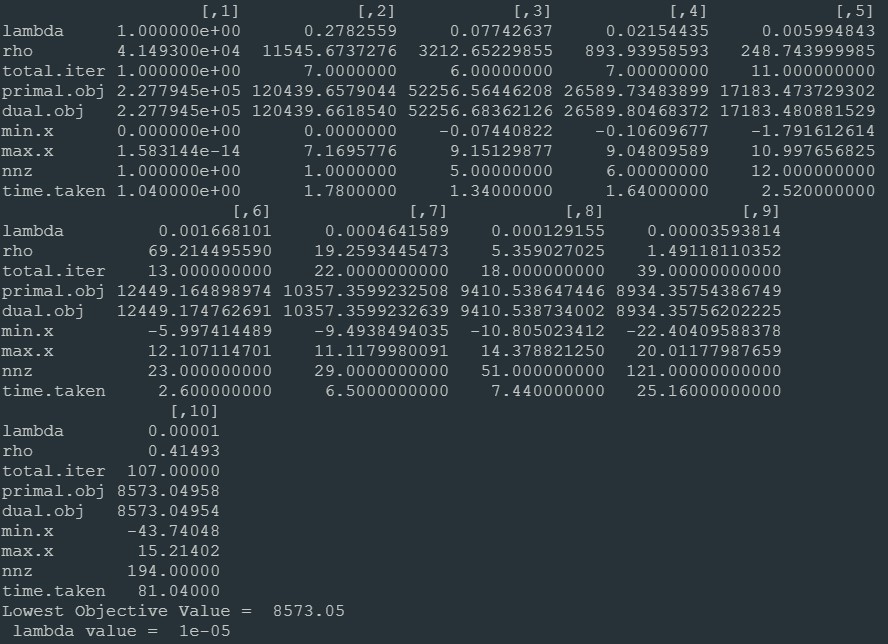 [,1] [,2] [,3] [,4] [,5]
lambda 1.000000e+00 0.2782559 0.07742637 0.02154435 0.005994843
rho 4.149300e+04 11545.6737276 3212.65229855 893.93958593 248.743999985
total.iter 1.000000e+00 7.0000000 6.00000000 7.00000000 11.000000000
primal.obj 2.277945e+05 120439.6579044 52256.56446208 26589.73483899 17183.473729302
dual.obj 2.277945e+05 120439.6618540 52256.68362126 26589.80468372 17183.480881529
min.x 0.000000e+00 0.0000000 -0.07440822 -0.10609677 -1.791612614
max.x 1.583144e-14 7.1695776 9.15129877 9.04809589 10.997656825
nnz 1.000000e+00 1.0000000 5.00000000 6.00000000 12.000000000
time.taken 1.040000e+00 1.7800000 1.34000000 1.64000000 2.520000000
[,6] [,7] [,8] [,9]
lambda 0.001668101 0.0004641589 0.000129155 0.00003593814
rho 69.214495590 19.2593445473 5.359027025 1.49118110352
total.iter 13.000000000 22.0000000000 18.000000000 39.00000000000
primal.obj 12449.164898974 10357.3599232508 9410.538647446 8934.35754386749
dual.obj 12449.174762691 10357.3599232639 9410.538734002 8934.35756202225
min.x -5.997414489 -9.4938494035 -10.805023412 -22.40409588378
max.x 12.107114701 11.1179980091 14.378821250 20.01177987659
nnz 23.000000000 29.0000000000 51.000000000 121.00000000000
time.taken 2.600000000 6.5000000000 7.440000000 25.16000000000
[,10]
lambda 0.00001
rho 0.41493
total.iter 107.00000
primal.obj 8573.04958
dual.obj 8573.04954
min.x -43.74048
max.x 15.21402
nnz 194.00000
time.taken 81.04000
Lowest Objective Value = 8573.05
lambda value = 1e-05